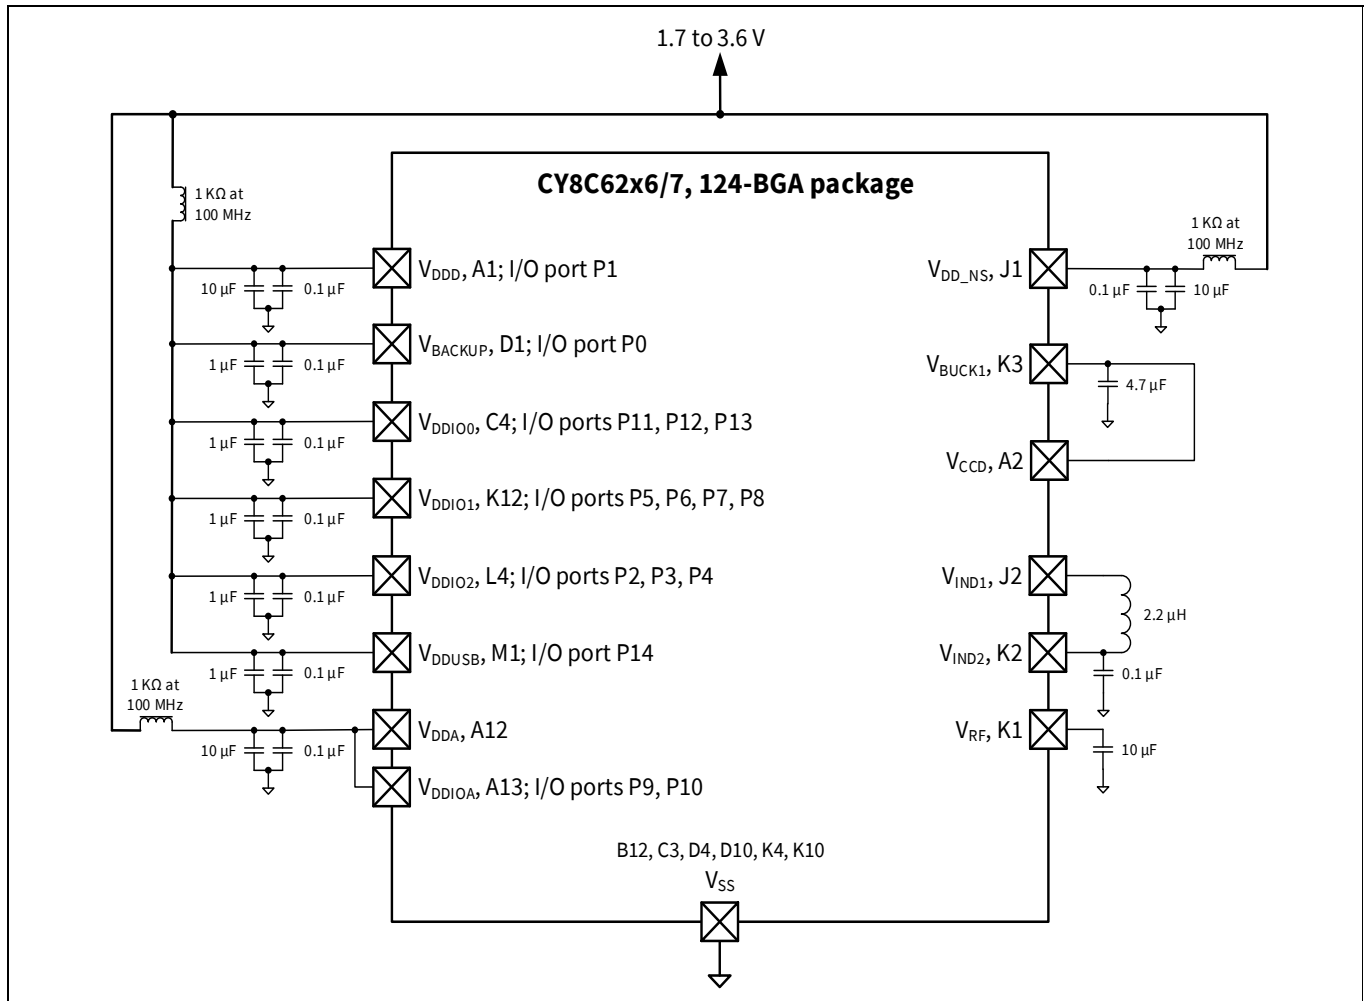 1.7 to 3.6 V
CY8C62x6/7, 124-BGA package
1 KΩ at
100 MHz
1 KΩ at
100 MHz
V_DDD, A1; I/O port P1
10 µF
0.1 µF
V_DD_NS, J1
0.1 µF
10 µF
V_BACKUP, D1; I/O port P0
1 µF
0.1 µF
V_BUCK1, K3
4.7 µF
V_DDIO0, C4; I/O ports P11, P12, P13
1 µF
0.1 µF
V_CCD, A2
V_DDIO1, K12; I/O ports P5, P6, P7, P8
1 µF
0.1 µF
V_DDIO2, L4; I/O ports P2, P3, P4
1 µF
0.1 µF
V_IND1, J2
2.2 µH
V_DDUSB, M1; I/O port P14
1 µF
0.1 µF
V_IND2, K2
0.1 µF
1 KΩ at
100 MHz
V_DDA, A12
10 µF
0.1 µF
V_RF, K1
10 µF
V_DDIOA, A13; I/O ports P9, P10
B12, C3, D4, D10, K4, K10
V_SS